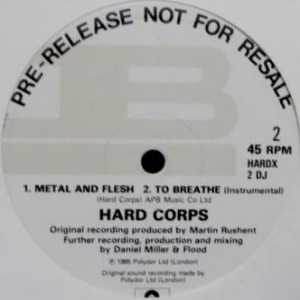 PRE-RELEASE NOT FOR RESALE
2
45 RPM
HARDX
2 DJ
1. METAL AND FLESH 2. TO BREATHE (Instrumental)
(Hard Corps) APB Music Co Ltd
HARD CORPS
Original recording produced by Martin Rushent
Further recording, production and mixing
by Daniel Miller & Flood
℗ 1985 Polydor Ltd (London)
Original sound recording made by
Polydor Ltd (London)